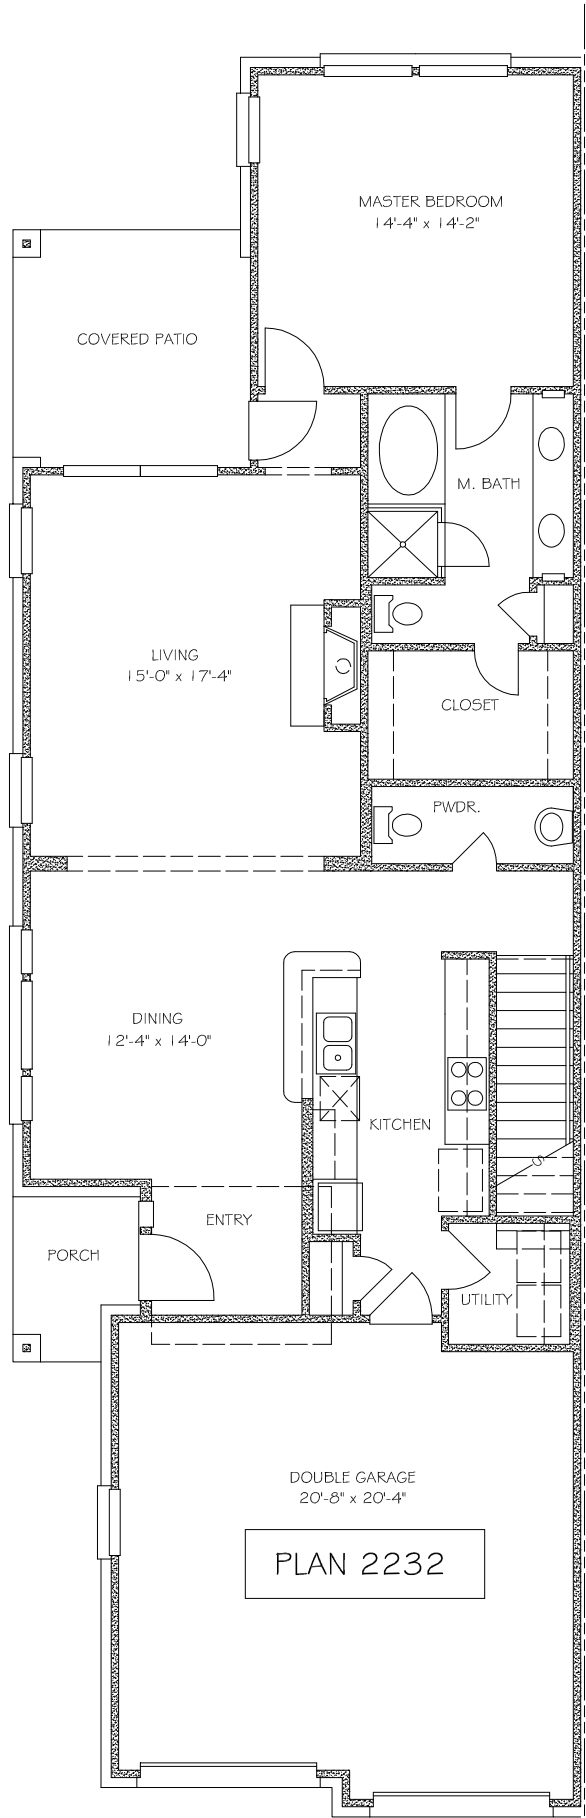 MASTER BEDROOM
14'-4" x 14'-2"
COVERED PATIO
M. BATH
LIVING
15'-0" x 17'-4"
CLOSET
PWDR.
DINING
12'-4" x 14'-0"
KITCHEN
S
ENTRY
PORCH
UTILITY
DOUBLE GARAGE
20'-8" x 20'-4"
PLAN 2232